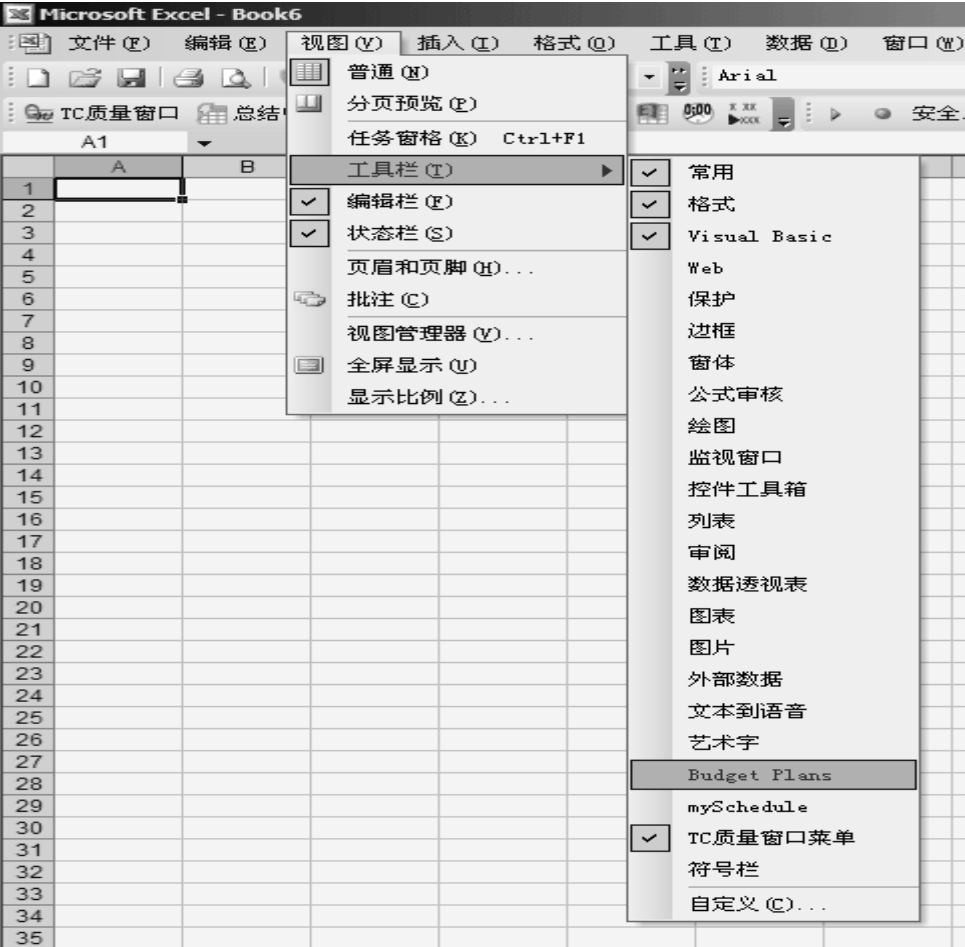 Microsoft Excel - Book6
文件(F) 编辑(E) 视图(V) 插入(I) 格式(O) 工具(T) 数据(D) 窗口(W)
Arial
TC质量窗口 总结 安全
A1
普通(N)
分页预览(P)
任务窗格(K) Ctrl+F1
工具栏(T)
编辑栏(F)
状态栏(S)
页眉和页脚(H)...
批注(C)
视图管理器(V)...
全屏显示(U)
显示比例(Z)...
常用
格式
Visual Basic
Web
保护
边框
窗体
公式审核
绘图
监视窗口
控件工具箱
列表
审阅
数据透视表
图表
图片
外部数据
文本到语音
艺术字
Budget Plans
mySchedule
TC质量窗口菜单
符号栏
自定义(C)...
A B
1
2
3
4
5
6
7
8
9
10
11
12
13
14
15
16
17
18
19
20
21
22
23
24
25
26
27
28
29
30
31
32
33
34
35